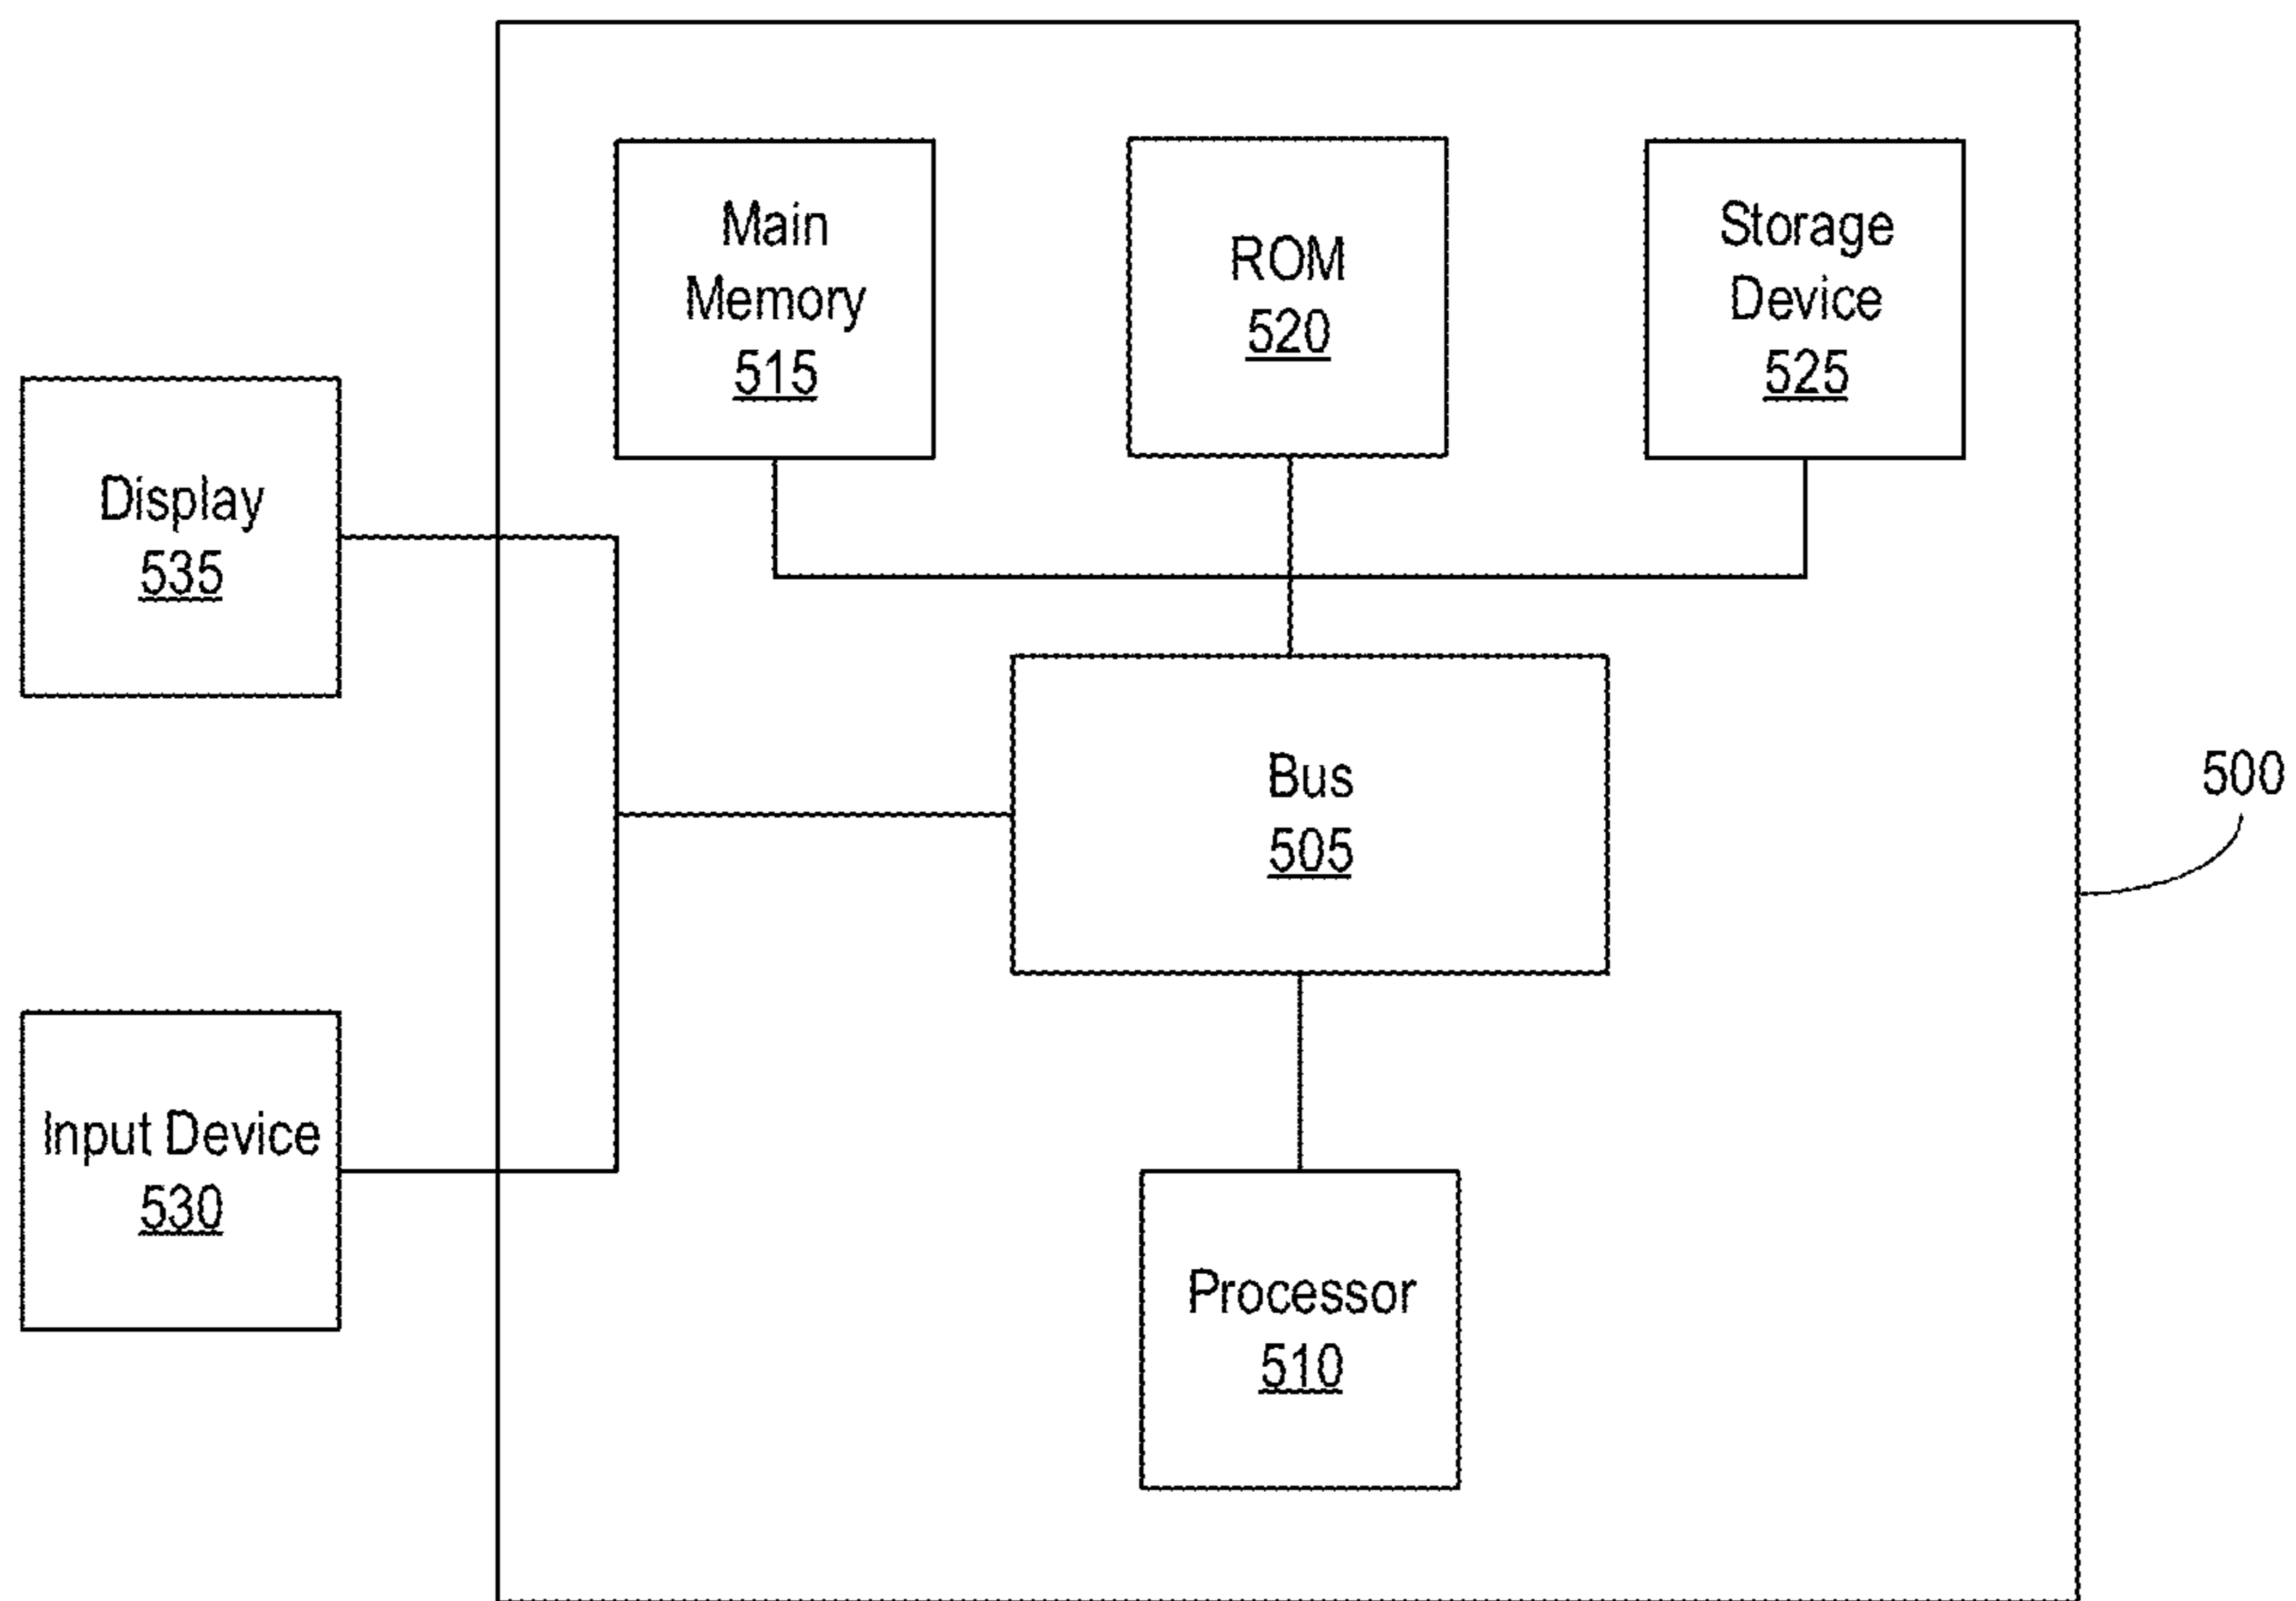 Main
Memory
515
ROM
520
Storage
Device
525
Display
535
Bus
505
500
Input Device
530
Processor
510